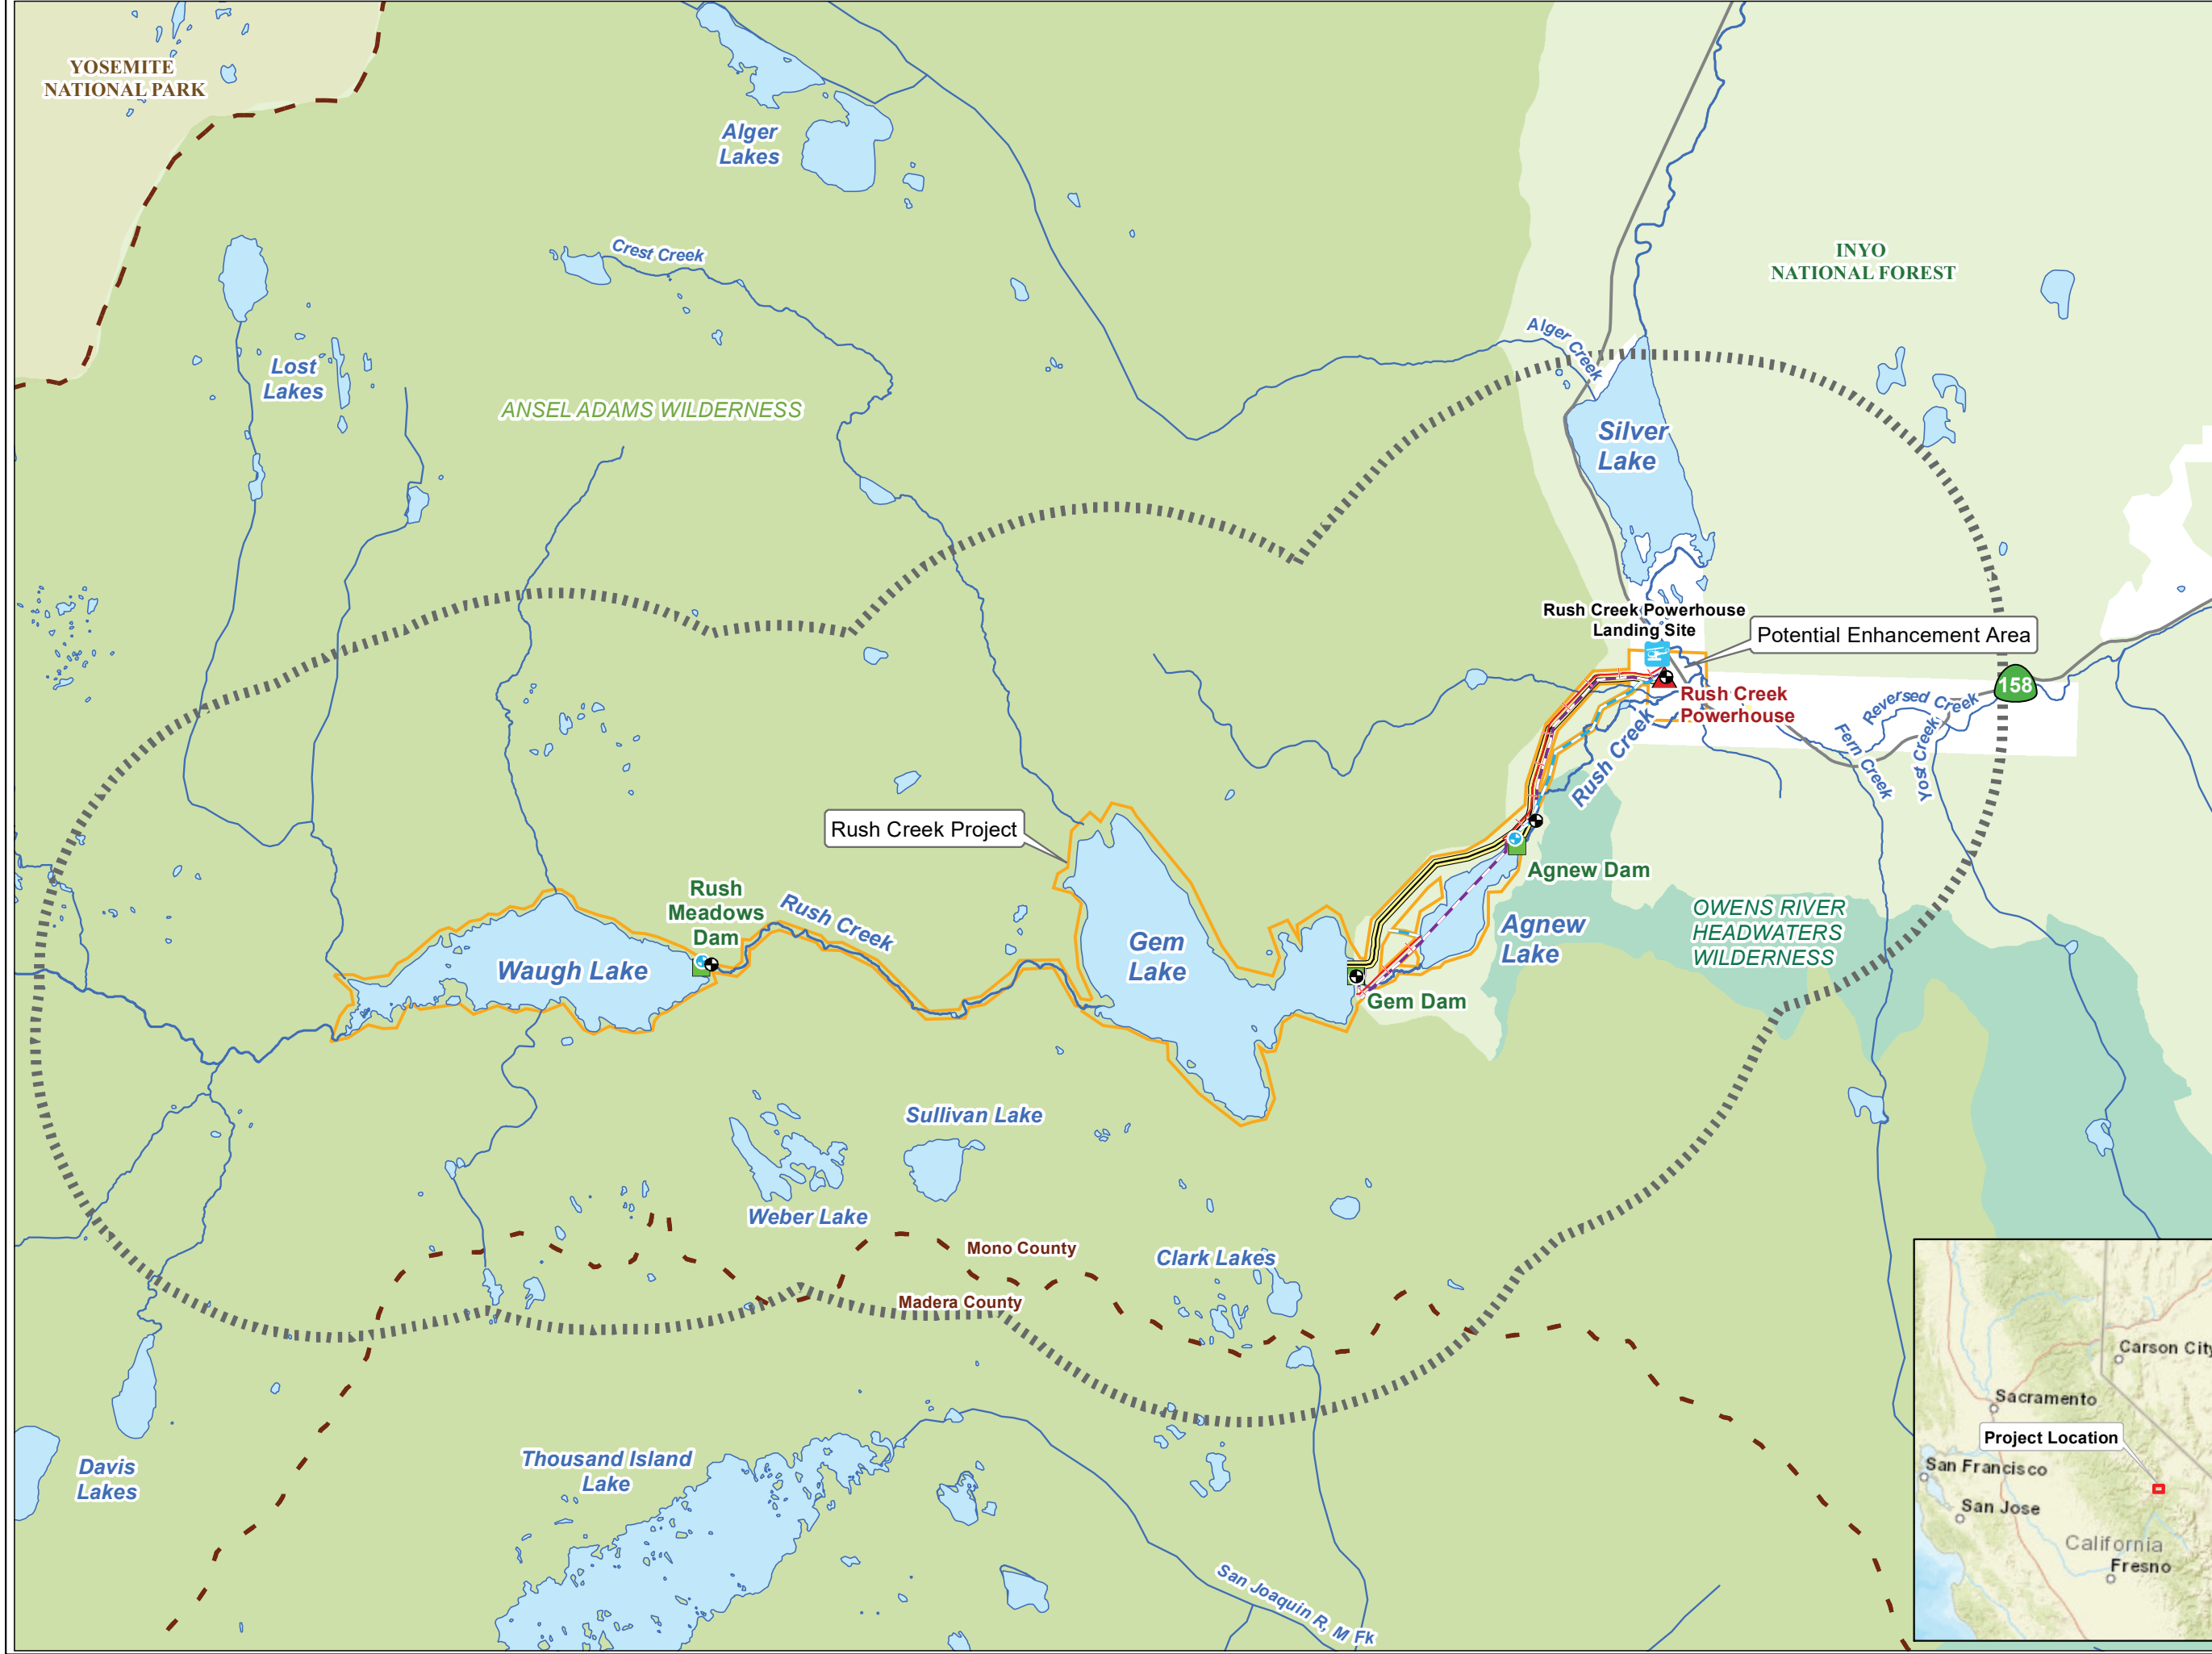 YOSEMITE
NATIONAL PARK
Alger
Lakes
Crest Creek
INYO
NATIONAL FOREST
Lost
Lakes
ANSEL ADAMS WILDERNESS
Alger Creek
Silver
Lake
Rush Creek Powerhouse
Landing Site
Potential Enhancement Area
158
Rush Creek
Powerhouse
Reversed Creek
Fern Creek
Yost Creek
Rush Creek
Rush Creek Project
Agnew Dam
Rush
Meadows
Dam
Rush Creek
Waugh Lake
Gem
Lake
Agnew
Lake
OWENS RIVER
HEADWATERS
WILDERNESS
Gem Dam
Sullivan Lake
Weber Lake
Mono County
Clark Lakes
Madera County
Thousand Island
Lake
Davis
Lakes
San Joaquin R, M Fk
Carson City
Sacramento
Project Location
San Francisco
San Jose
California
Fresno